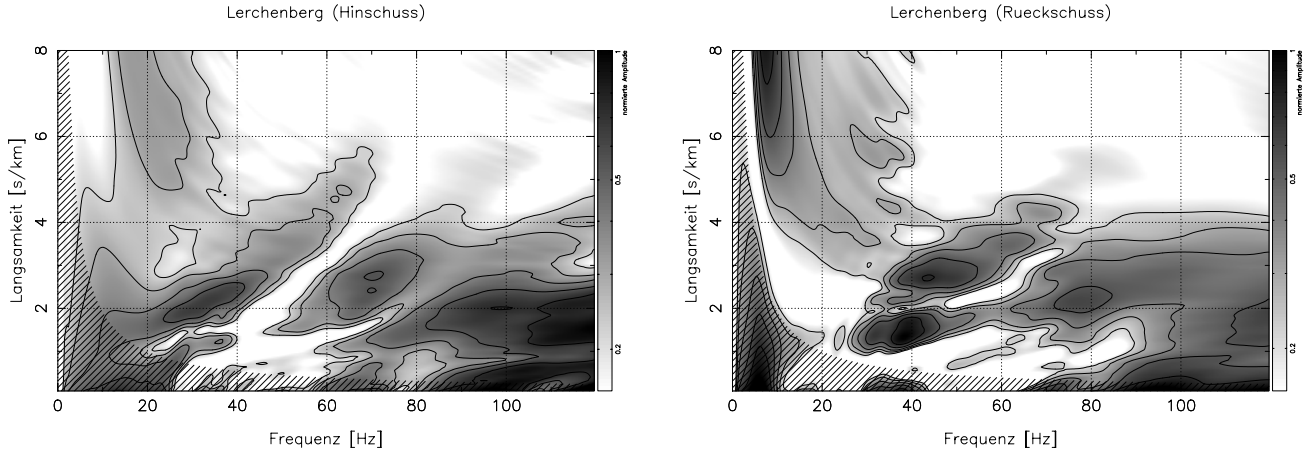 Lerchenberg (Hinschuss)
8
6
4
2
0 20 40 60 80 100
Langsamkeit [s/km]
Frequenz [Hz]
1
0.5
0.2
normierte Amplitude
Lerchenberg (Rueckschuss)
8
6
4
2
0 20 40 60 80 100
Langsamkeit [s/km]
Frequenz [Hz]
1
0.5
0.2
normierte Amplitude